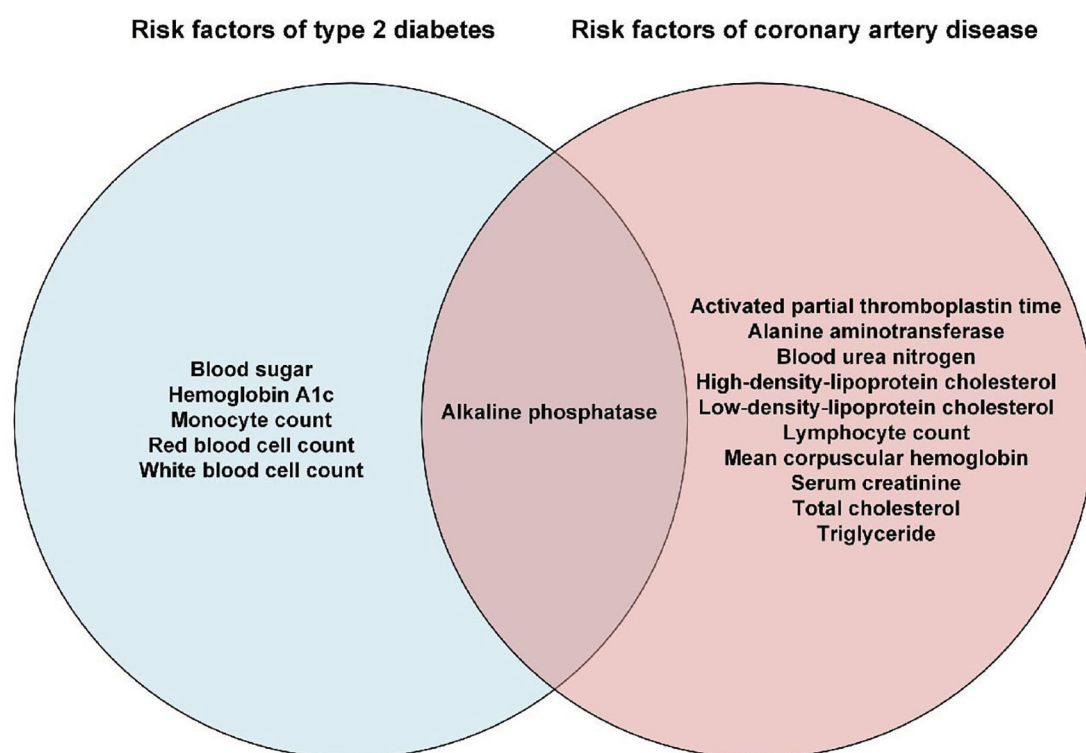 Risk factors of type 2 diabetes
Risk factors of coronary artery disease
Blood sugar
Hemoglobin A1c
Monocyte count
Red blood cell count
White blood cell count
Alkaline phosphatase
Activated partial thromboplastin time
Alanine aminotransferase
Blood urea nitrogen
High-density-lipoprotein cholesterol
Low-density-lipoprotein cholesterol
Lymphocyte count
Mean corpuscular hemoglobin
Serum creatinine
Total cholesterol
Triglyceride